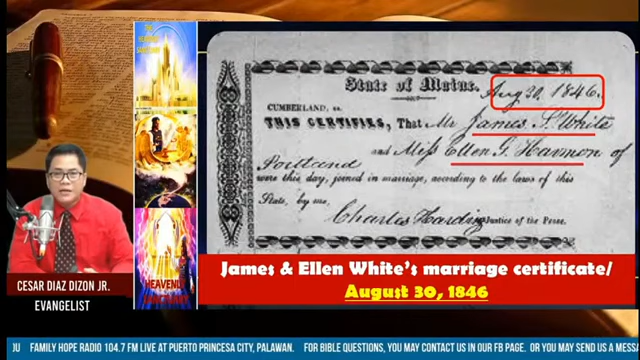 State of Maine. Aug 30, 1846.
CUMBERLAND, ss.
THIS CERTIFIES, That Mr James S. White
and Miss Ellen G. Harmon of
Portland
were this day, joined in marriage, according to the laws of this
State, by me,
Charles Harding Justice of the Peace.
James & Ellen White's marriage certificate/
August 30, 1846
HEAVENLY
SANCTUARY
CESAR DIAZ DIZON JR.
EVANGELIST
JU FAMILY HOPE RADIO 104.7 FM LIVE AT PUERTO PRINCESA CITY, PALAWAN. FOR BIBLE QUESTIONS, YOU MAY CONTACT US IN OUR FB PAGE. OR YOU MAY SEND US A MESSA